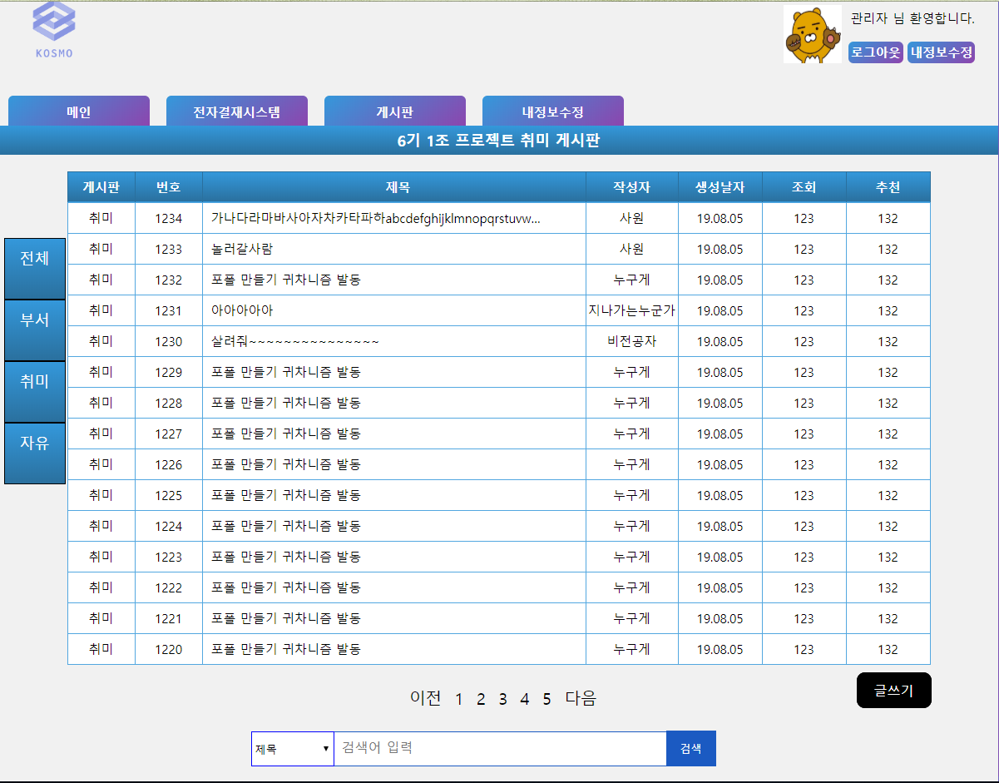 KOSMO
관리자 님 환영합니다.
로그아웃 내정보수정
메인 전자결재시스템 게시판 내정보수정
6기 1조 프로젝트 취미 게시판
게시판 번호 제목 작성자 생성날자 조회 추천
취미 1234 가나다라마바사아자차카타파하abcdefghijklmnopqrstuvw... 사원 19.08.05 123 132
취미 1233 놀러갈사람 사원 19.08.05 123 132
취미 1232 포폴 만들기 귀차니즘 발동 누구게 19.08.05 123 132
취미 1231 아아아아아 지나가는누군가 19.08.05 123 132
취미 1230 살려줘~~~~~~~~~~~~~~~ 비전공자 19.08.05 123 132
취미 1229 포폴 만들기 귀차니즘 발동 누구게 19.08.05 123 132
취미 1228 포폴 만들기 귀차니즘 발동 누구게 19.08.05 123 132
취미 1227 포폴 만들기 귀차니즘 발동 누구게 19.08.05 123 132
취미 1226 포폴 만들기 귀차니즘 발동 누구게 19.08.05 123 132
취미 1225 포폴 만들기 귀차니즘 발동 누구게 19.08.05 123 132
취미 1224 포폴 만들기 귀차니즘 발동 누구게 19.08.05 123 132
취미 1223 포폴 만들기 귀차니즘 발동 누구게 19.08.05 123 132
취미 1222 포폴 만들기 귀차니즘 발동 누구게 19.08.05 123 132
취미 1221 포폴 만들기 귀차니즘 발동 누구게 19.08.05 123 132
취미 1220 포폴 만들기 귀차니즘 발동 누구게 19.08.05 123 132
전체
부서
취미
자유
이전 1 2 3 4 5 다음
글쓰기
제목 검색어 입력 검색